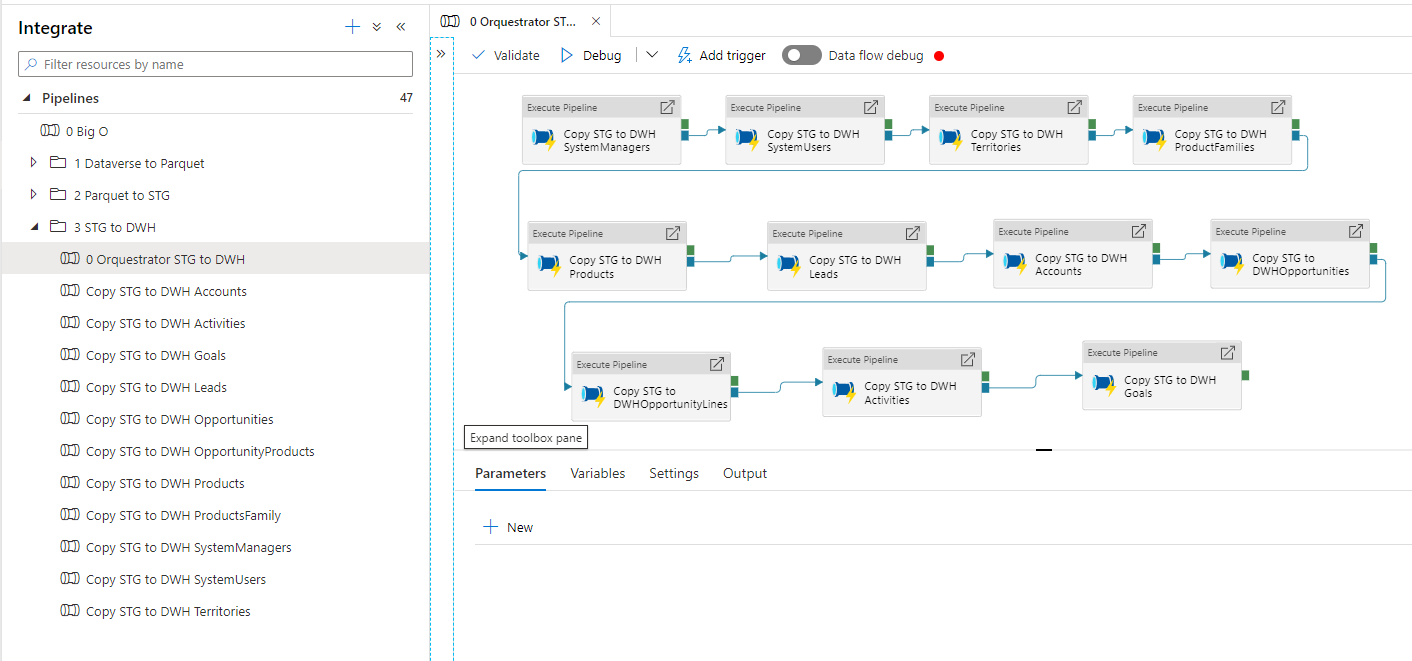 Integrate
Filter resources by name
Pipelines 47
0 Big O
1 Dataverse to Parquet
2 Parquet to STG
3 STG to DWH
0 Orquestrator STG to DWH
Copy STG to DWH Accounts
Copy STG to DWH Activities
Copy STG to DWH Goals
Copy STG to DWH Leads
Copy STG to DWH Opportunities
Copy STG to DWH OpportunityProducts
Copy STG to DWH Products
Copy STG to DWH ProductsFamily
Copy STG to DWH SystemManagers
Copy STG to DWH SystemUsers
Copy STG to DWH Territories
0 Orquestrator ST...
Validate Debug Add trigger Data flow debug
Execute Pipeline
Copy STG to DWH
SystemManagers
Execute Pipeline
Copy STG to DWH
SystemUsers
Execute Pipeline
Copy STG to DWH
Territories
Execute Pipeline
Copy STG to DWH
ProductFamilies
Execute Pipeline
Copy STG to DWH
Products
Execute Pipeline
Copy STG to DWH
Leads
Execute Pipeline
Copy STG to DWH
Accounts
Execute Pipeline
Copy STG to
DWHOpportunities
Execute Pipeline
Copy STG to
DWHOpportunityLines
Execute Pipeline
Copy STG to DWH
Activities
Execute Pipeline
Copy STG to DWH
Goals
Expand toolbox pane
Parameters Variables Settings Output
New